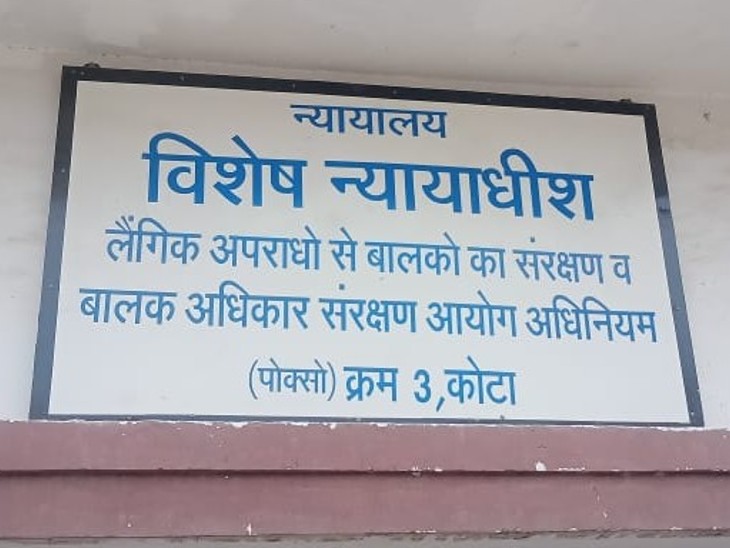 न्यायालय
विशेष न्यायाधीश
लैंगिक अपराधो से बालको का संरक्षण व
बालक अधिकार संरक्षण आयोग अधिनियम
(पोक्सो) क्रम 3,कोटा